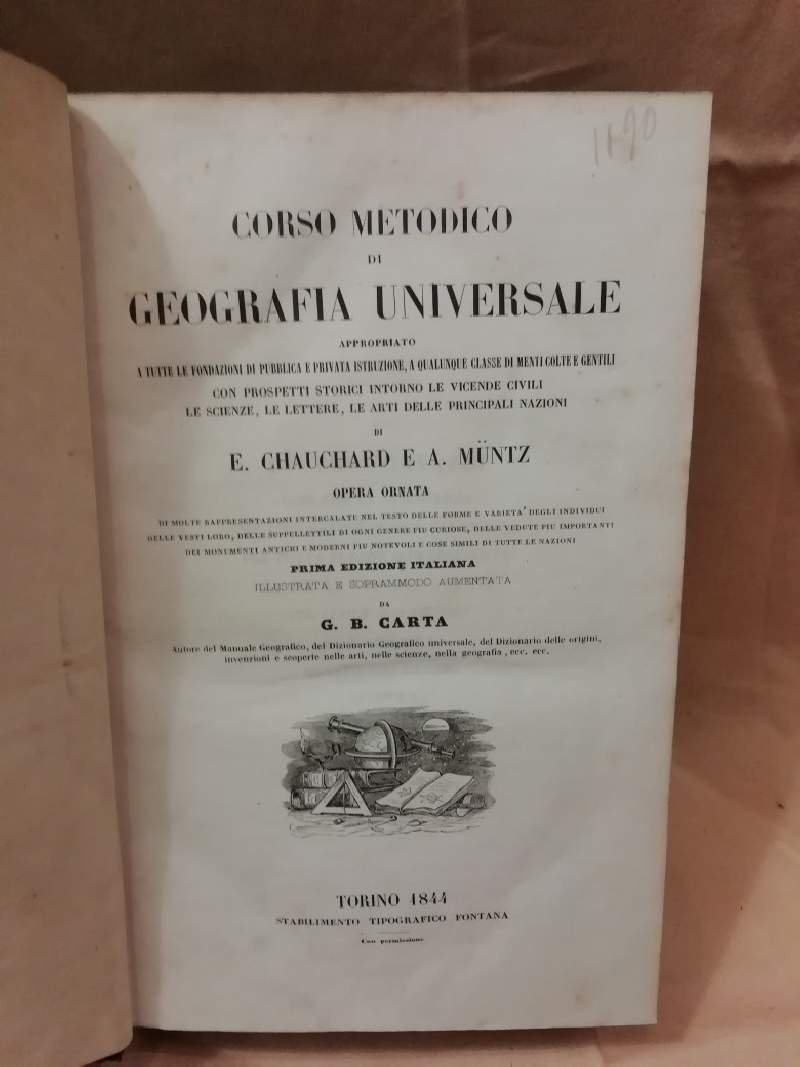 1190
CORSO METODICO
DI
GEOGRAFIA UNIVERSALE
APPROPRIATO
A TUTTE LE FONDAZIONI DI PUBBLICA E PRIVATA ISTRUZIONE, A QUALUNQUE CLASSE DI MENTI COLTE E GENTILI
CON PROSPETTI STORICI INTORNO LE VICENDE CIVILI
LE SCIENZE, LE LETTERE, LE ARTI DELLE PRINCIPALI NAZIONI
DI
E. CHAUCHARD E A. MÜNTZ
OPERA ORNATA
DI MOLTE RAPPRESENTAZIONI INTERCALATE NEL TESTO DELLE FORME E VARIETA' DEGLI INDIVIDUI
DELLE VESTI LORO, DELLE SUPPELLETTILI DI OGNI GENERE PIU CURIOSE, DELLE VEDUTE PIU IMPORTANTI
DEI MONUMENTI ANTICHI E MODERNI PIU NOTEVOLI E COSE SIMILI DI TUTTE LE NAZIONI
PRIMA EDIZIONE ITALIANA
ILLUSTRATA E SOPRAMMODO AUMENTATA
DA
G. B. CARTA
Autore del Manuale Geografico, del Dizionario Geografico universale, del Dizionario delle origini,
invenzioni e scoperte nelle arti, nelle scienze, nella geografia, ecc. ecc.
TORINO 1844
STABILIMENTO TIPOGRAFICO FONTANA
Con permissione